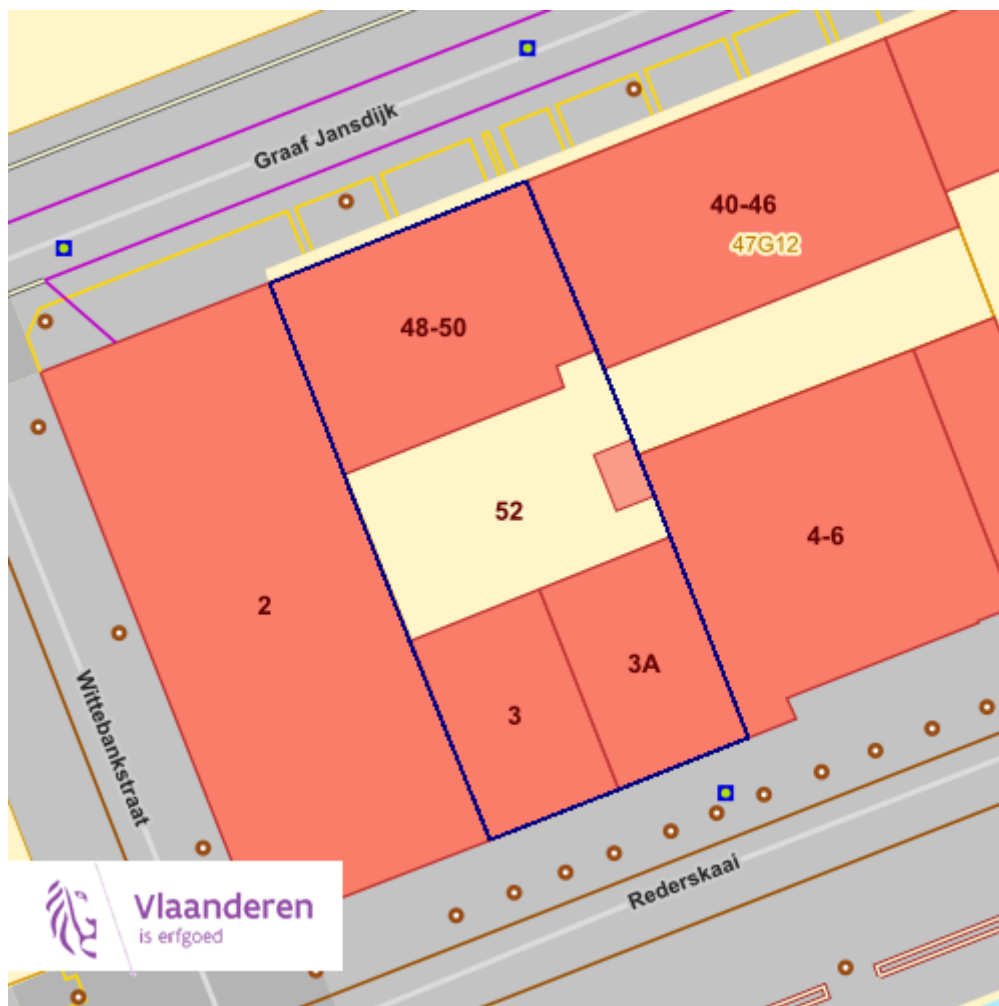 Graaf Jansdijk
40-46
47G12
48-50
52
4-6
2
3A
3
Wittebankstraat
Rederskaai
Vlaanderen
is erfgoed